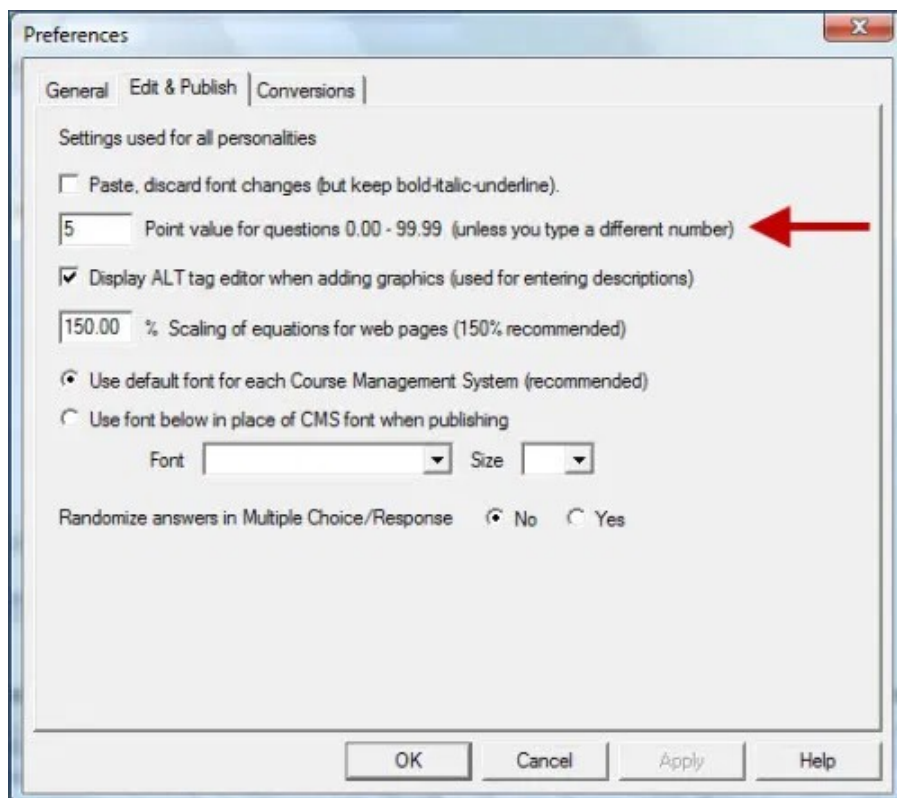 Preferences
General Edit & Publish Conversions
Settings used for all personalities
Paste, discard font changes (but keep bold-italic-underline).
5 Point value for questions 0.00 - 99.99 (unless you type a different number)
Display ALT tag editor when adding graphics (used for entering descriptions)
150.00 % Scaling of equations for web pages (150% recommended)
Use default font for each Course Management System (recommended)
Use font below in place of CMS font when publishing
Font Size
Randomize answers in Multiple Choice/Response No Yes
OK Cancel Apply Help